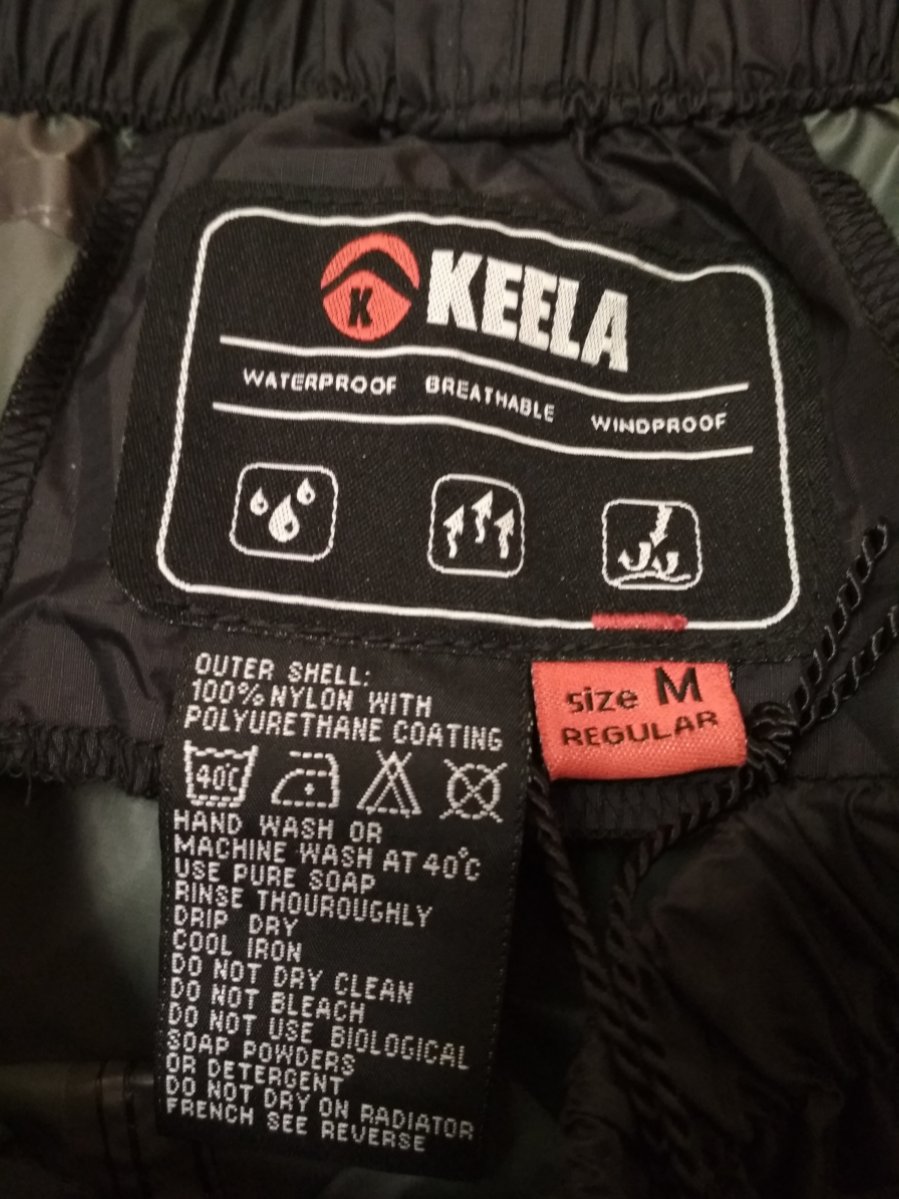 K
KEELA
WATERPROOF BREATHABLE WINDPROOF
OUTER SHELL:
100% NYLON WITH
POLYURETHANE COATING
size M
REGULAR
40°C
HAND WASH OR
MACHINE WASH AT 40°C
USE PURE SOAP
RINSE THOUROUGHLY
DRIP DRY
COOL IRON
DO NOT DRY CLEAN
DO NOT BLEACH
DO NOT USE BIOLOGICAL
SOAP POWDERS
OR DETERGENT
DO NOT DRY ON RADIATOR
FRENCH SEE REVERSE